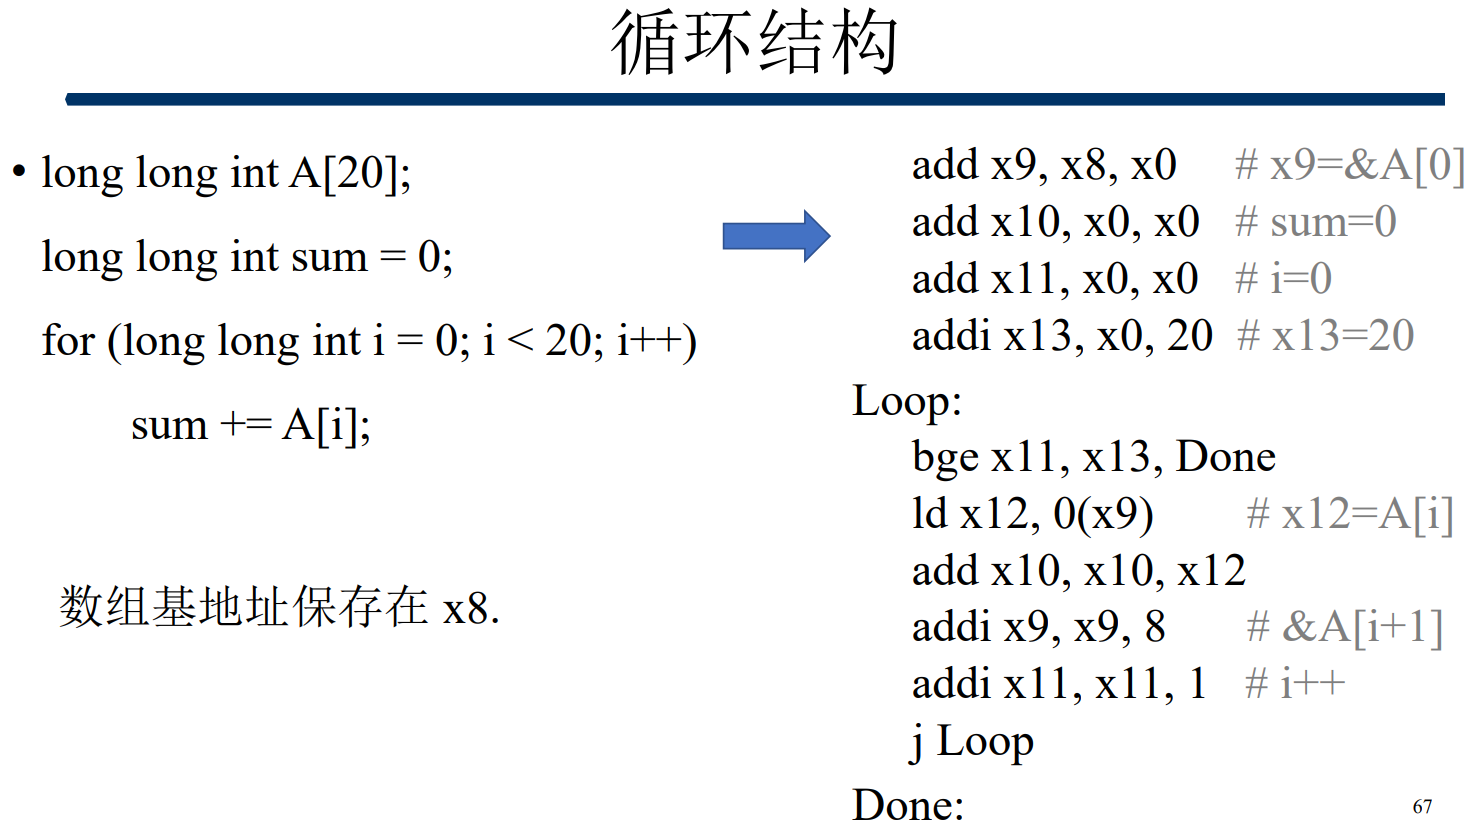 循环结构
• long long int A[20];
long long int sum = 0;
for (long long int i = 0; i < 20; i++)
sum += A[i];
数组基地址保存在 x8.
add x9, x8, x0 # x9=&A[0]
add x10, x0, x0 # sum=0
add x11, x0, x0 # i=0
addi x13, x0, 20 # x13=20
Loop:
bge x11, x13, Done
ld x12, 0(x9) # x12=A[i]
add x10, x10, x12
addi x9, x9, 8 # &A[i+1]
addi x11, x11, 1 # i++
j Loop
Done:
67